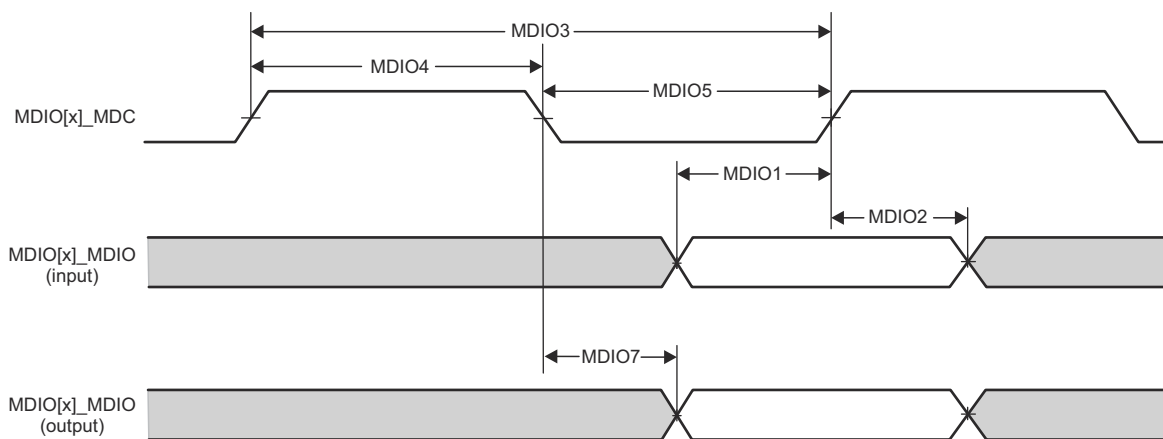 MDIO3
MDIO4
MDIO5
MDIO[x]_MDC
MDIO1
MDIO2
MDIO[x]_MDIO
(input)
MDIO7
MDIO[x]_MDIO
(output)